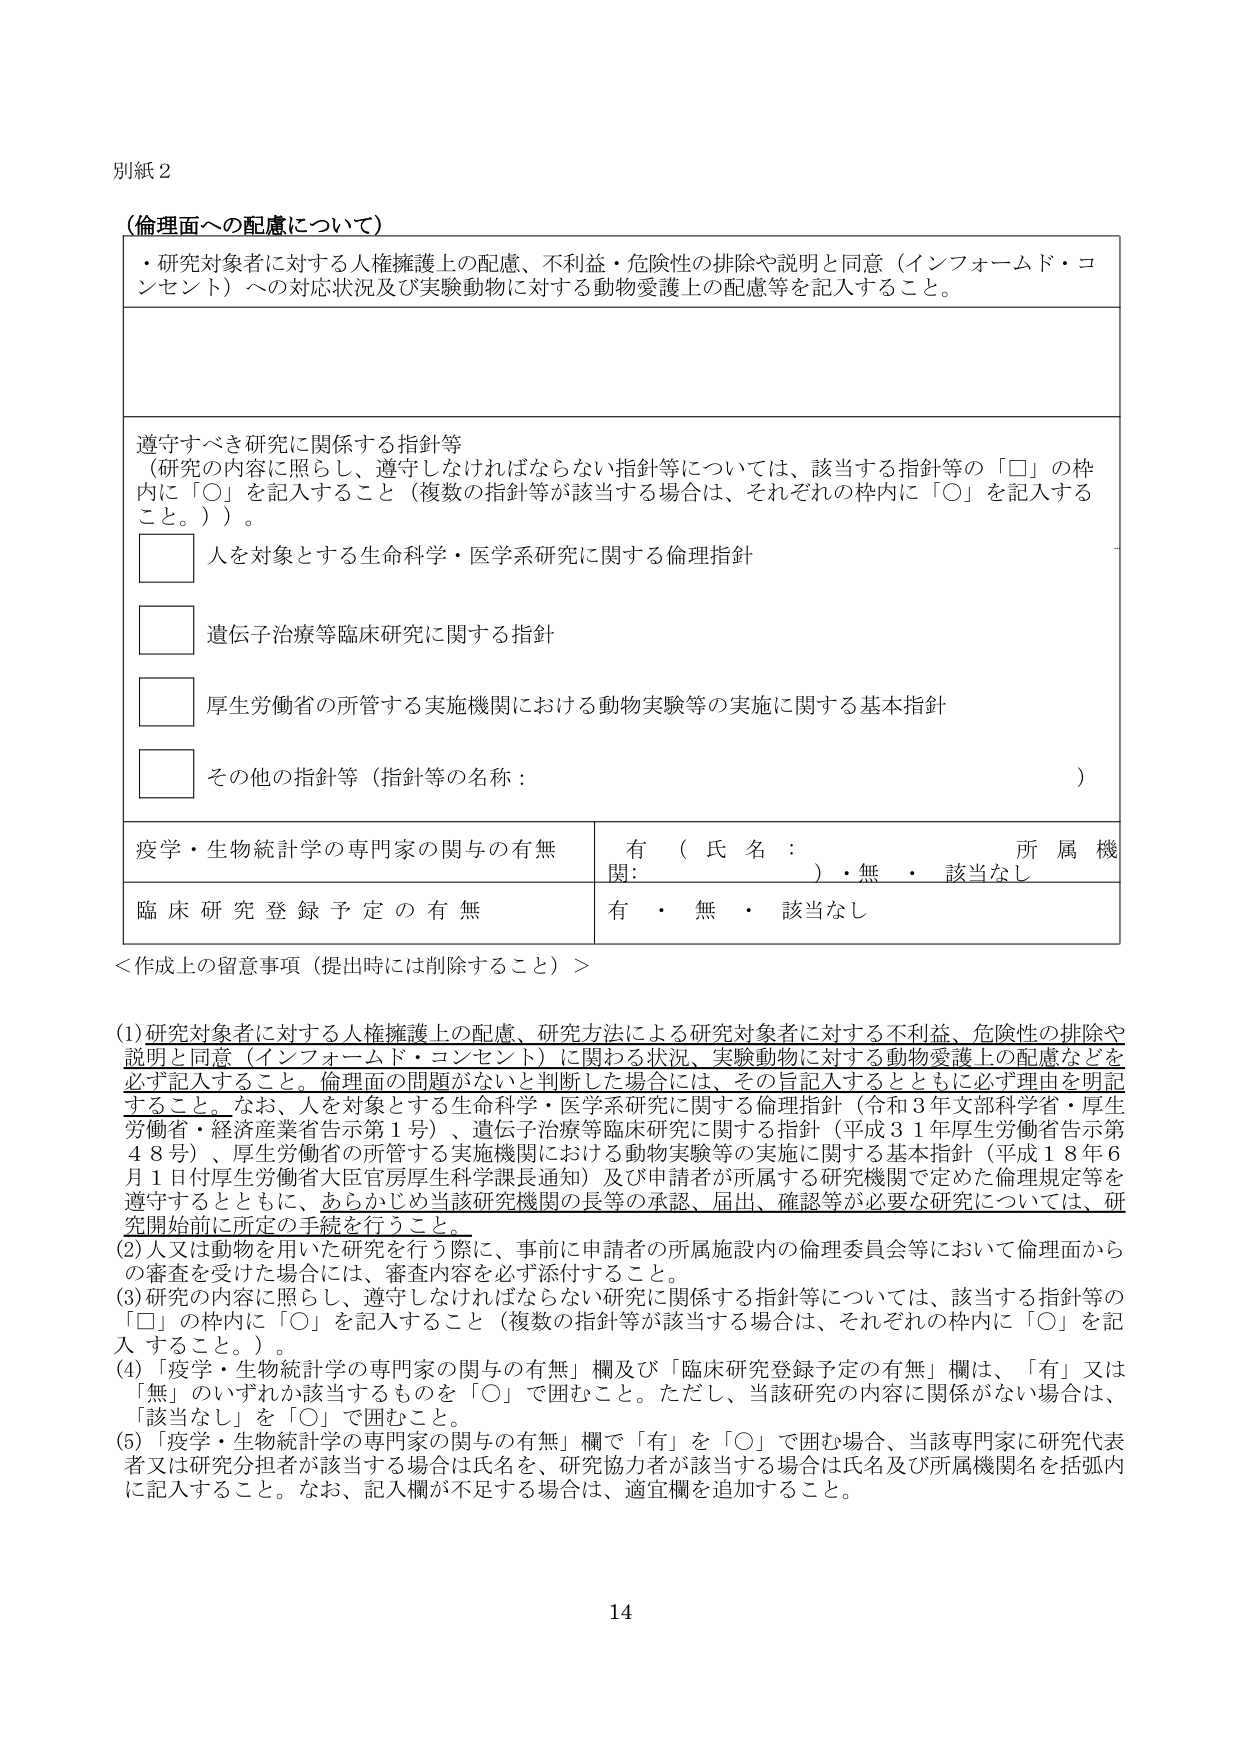 別紙２
(倫理面への配慮について)
・研究対象者に対する人権擁護上の配慮、不利益・危険性の排除や説明と同意（インフォームド・コ
ンセント）への対応状況及び実験動物に対する動物愛護上の配慮等を記入すること。
遵守すべき研究に関係する指針等
（研究の内容に照らし、遵守しなければならない指針等については、該当する指針等の「□」の枠
内に「○」を記入すること（複数の指針等が該当する場合は、それぞれの枠内に「○」を記入する
こと。））。
人を対象とする生命科学・医学系研究に関する倫理指針
遺伝子治療等臨床研究に関する指針
厚生労働省の所管する実施機関における動物実験等の実施に関する基本指針
その他の指針等（指針等の名称： ）
疫学・生物統計学の専門家の関与の有無
有 （ 氏 名 ： 所 属 機
関： ）・無 ・ 該当なし
臨 床 研 究 登 録 予 定 の 有 無
有 ・ 無 ・ 該当なし
＜作成上の留意事項（提出時には削除すること）＞
(1)研究対象者に対する人権擁護上の配慮、研究方法による研究対象者に対する不利益、危険性の排除や
説明と同意（インフォームド・コンセント）に関わる状況、実験動物に対する動物愛護上の配慮などを
必ず記入すること。倫理面の問題がないと判断した場合には、その旨記入するとともに必ず理由を明記
すること。なお、人を対象とする生命科学・医学系研究に関する倫理指針（令和３年文部科学省・厚生
労働省・経済産業省告示第１号）、遺伝子治療等臨床研究に関する指針（平成３１年厚生労働省告示第
４８号）、厚生労働省の所管する実施機関における動物実験等の実施に関する基本指針（平成１８年６
月１日付厚生労働省大臣官房厚生科学課長通知）及び申請者が所属する研究機関で定めた倫理規定等を
遵守するとともに、あらかじめ当該研究機関の長等の承認、届出、確認等が必要な研究については、研
究開始前に所定の手続を行うこと。
(2)人又は動物を用いた研究を行う際に、事前に申請者の所属施設内の倫理委員会等において倫理面から
の審査を受けた場合には、審査内容を必ず添付すること。
(3)研究の内容に照らし、遵守しなければならない研究に関係する指針等については、該当する指針等の
「□」の枠内に「○」を記入すること（複数の指針等が該当する場合は、それぞれの枠内に「○」を記
入 すること。）。
(4)「疫学・生物統計学の専門家の関与の有無」欄及び「臨床研究登録予定の有無」欄は、「有」又は
「無」のいずれか該当するものを「○」で囲むこと。ただし、当該研究の内容に関係がない場合は、
「該当なし」を「○」で囲むこと。
(5)「疫学・生物統計学の専門家の関与の有無」欄で「有」を「○」で囲む場合、当該専門家に研究代表
者又は研究分担者が該当する場合は氏名を、研究協力者が該当する場合は氏名及び所属機関名を括弧内
に記入すること。なお、記入欄が不足する場合は、適宜欄を追加すること。
14